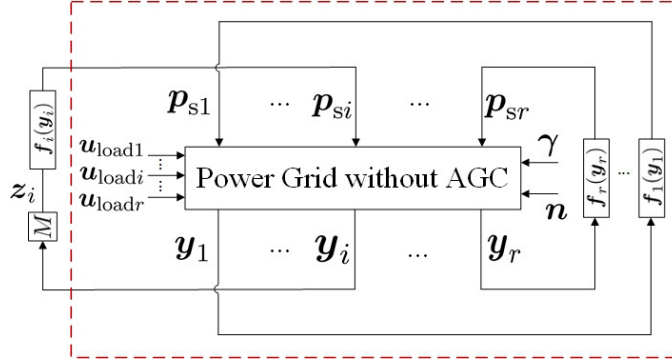 p_s1 ... p_si ... p_sr
f_i(y_i)
u_load1
u_loadi
u_loadr
z_i
M
Power Grid without AGC
γ
n
f_r(y_r) ... f_1(y_1)
y_1 ... y_i ... y_r